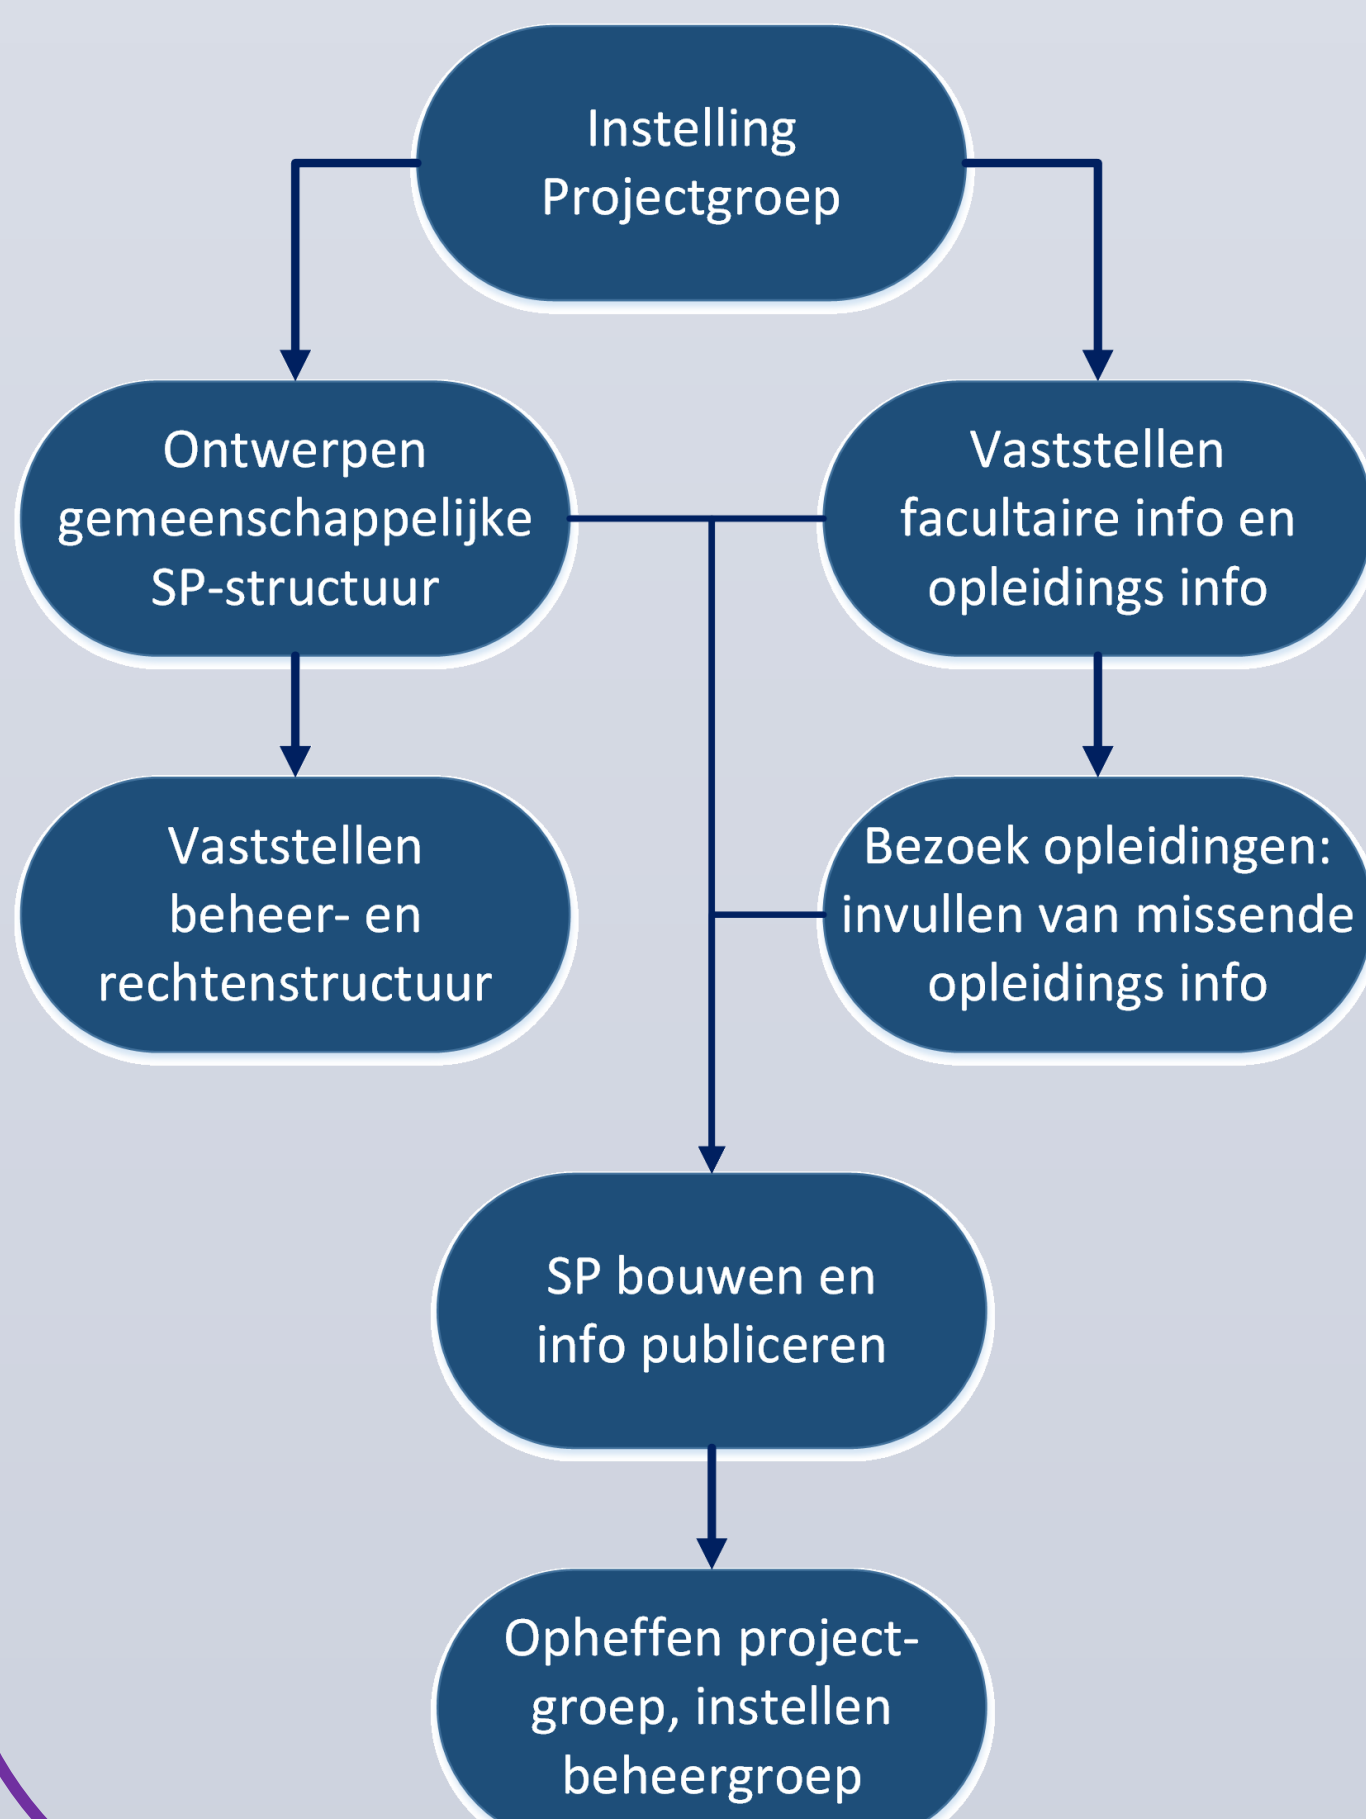 Instelling
Projectgroep
Ontwerpen
gemeenschappelijke
SP-structuur
Vaststellen
facultaire info en
opleidings info
Vaststellen
beheer- en
rechtenstructuur
Bezoek opleidingen:
invullen van missende
opleidings info
SP bouwen en
info publiceren
Opheffen project-
groep, instellen
beheergroep